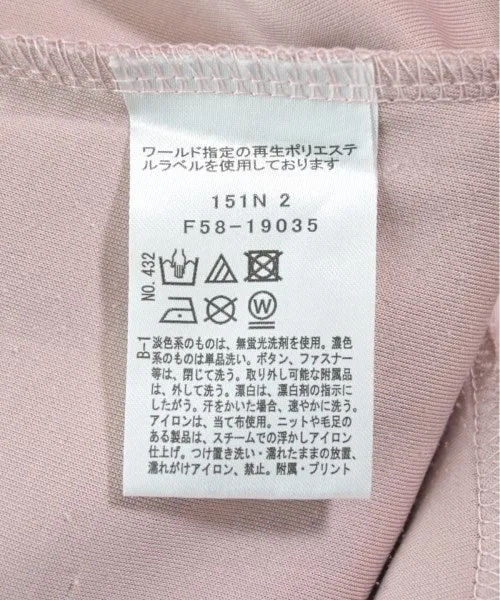 ワールド指定の再生ポリエステ
ルラベルを使用しております
151N 2
F58-19035
NO. 432
W
B-1
淡色系のものは、無蛍光洗剤を使用。濃色
系のものは単品洗い。ボタン、ファスナー
等は、閉じて洗う。取り外し可能な附属品
は、外して洗う。漂白は、漂白剤の指示に
したがう。汗をかいた場合、速やかに洗う。
アイロンは、当て布使用。ニットや毛足の
ある製品は、スチームでの浮かしアイロン
仕上げ。つけ置き洗い・濡れたままの放置、
濡れがけアイロン、禁止。附属・プリント